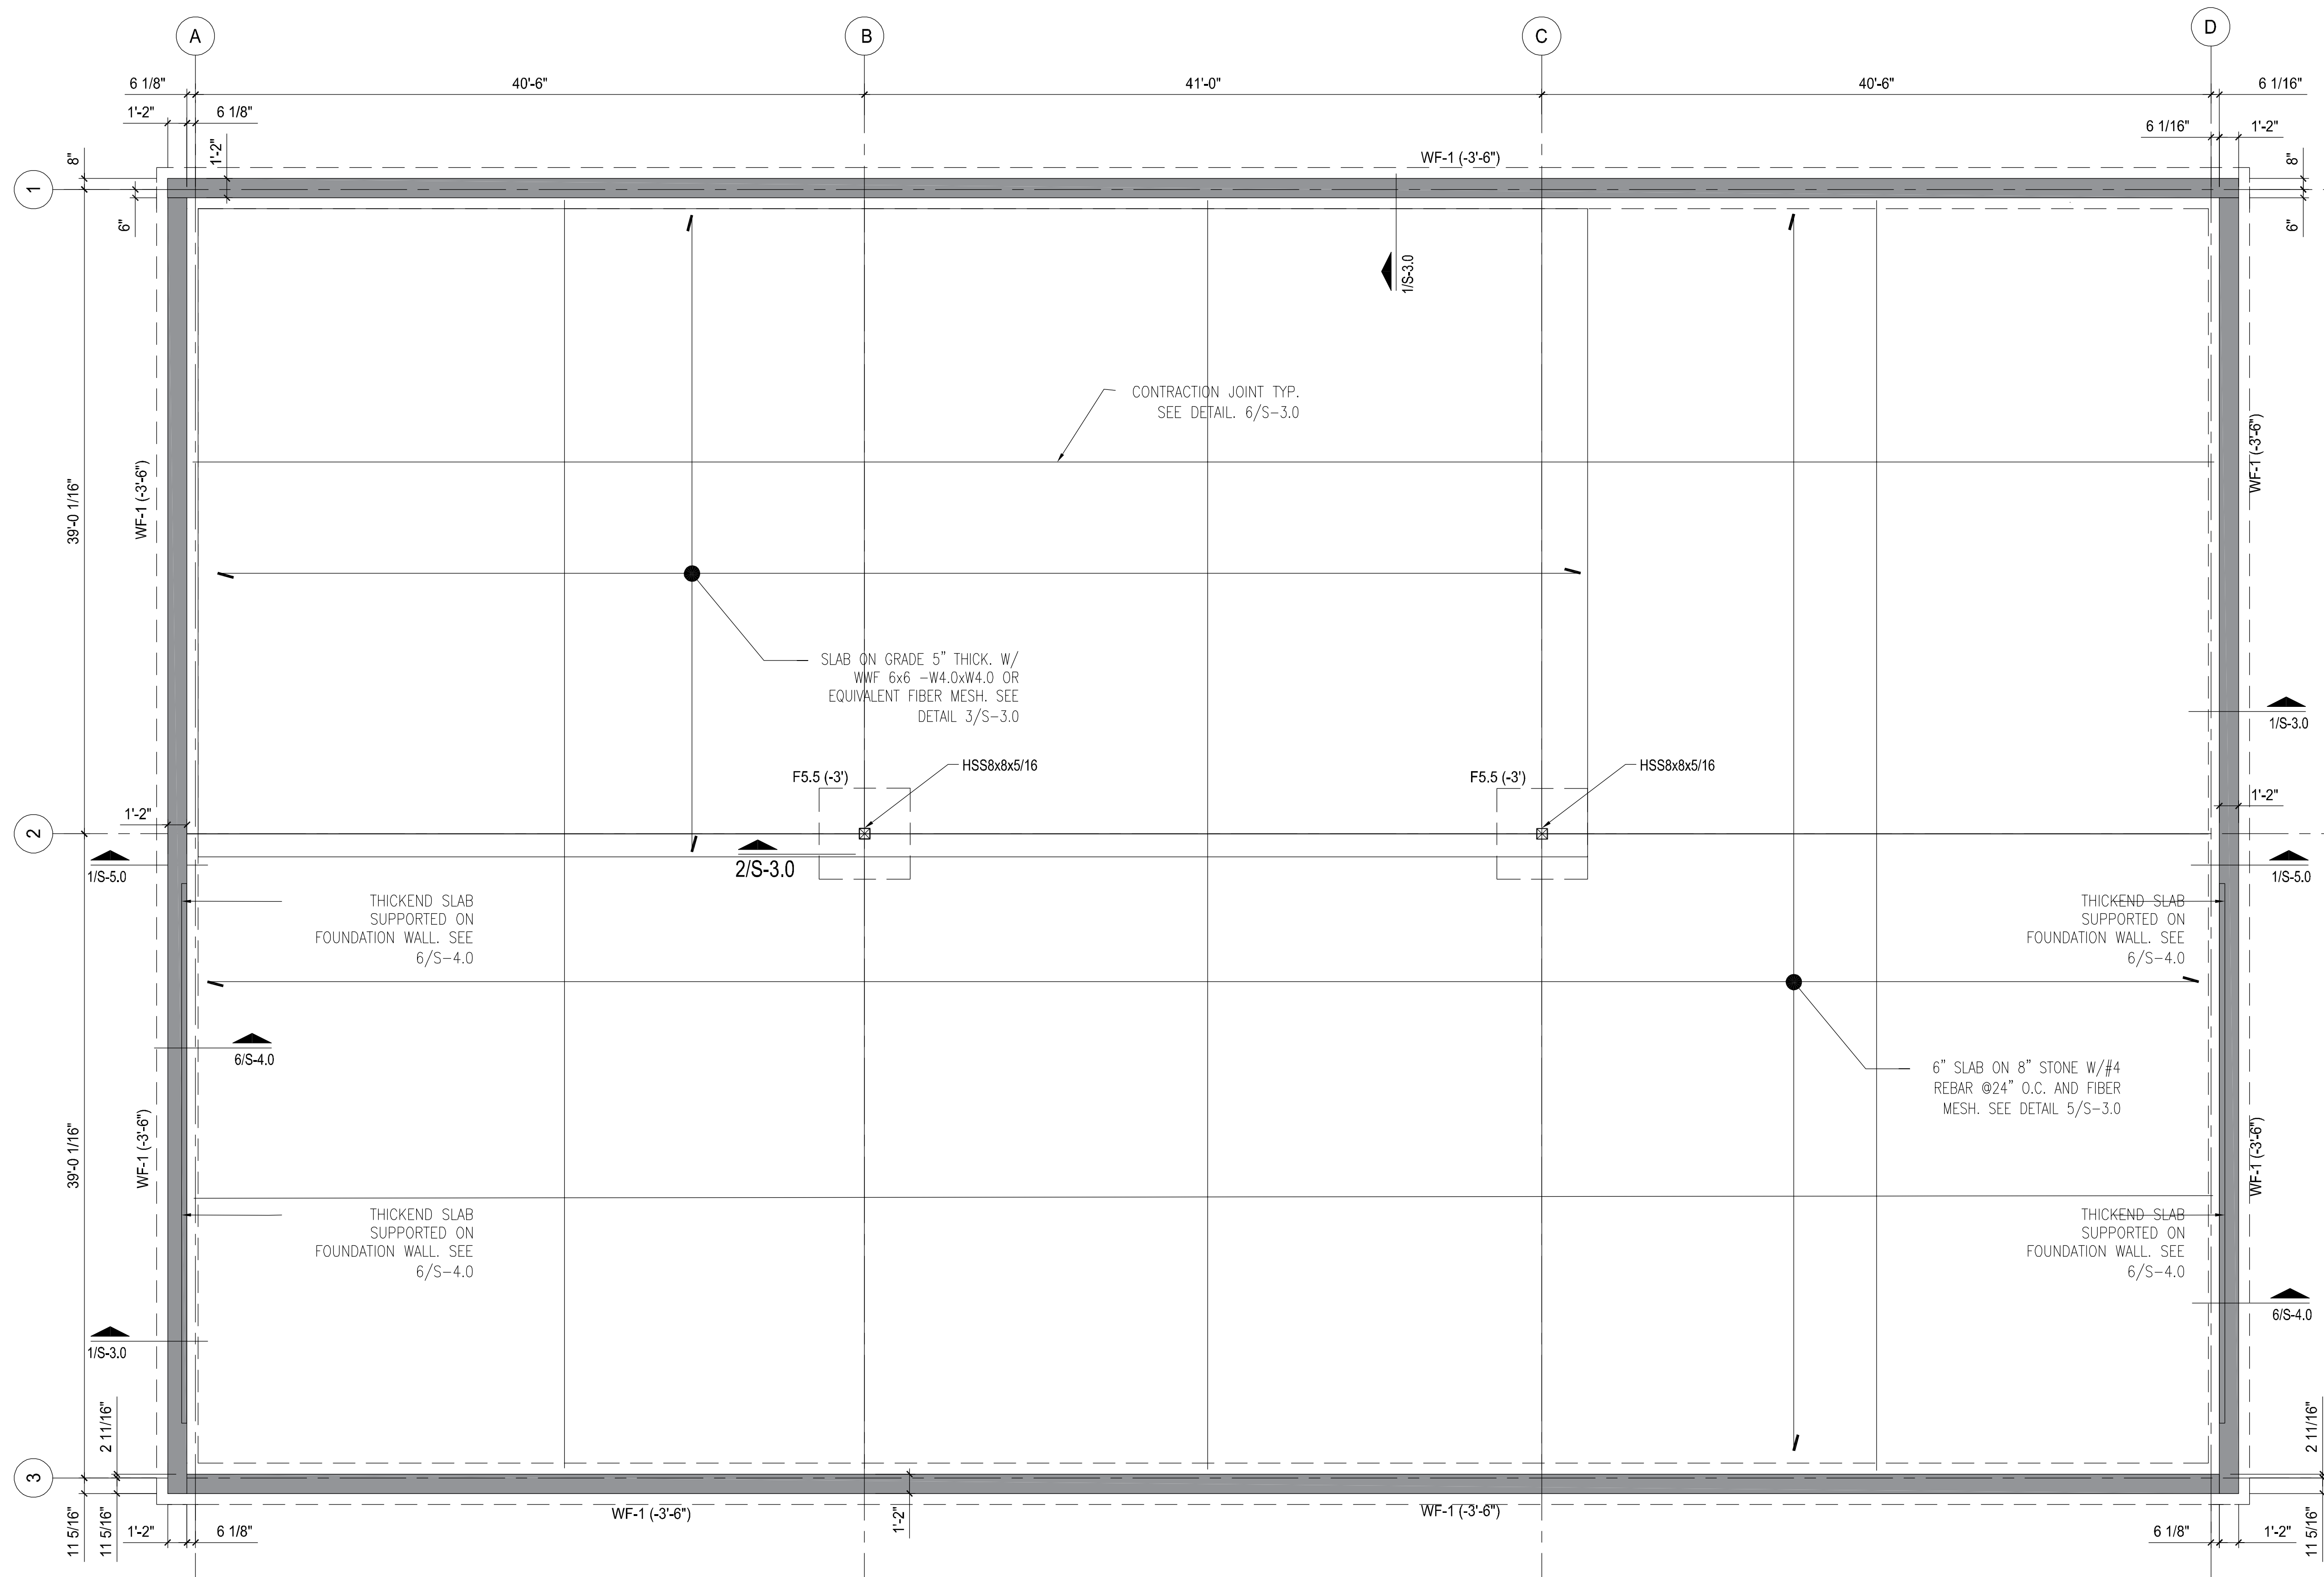 A
B
C
D
6 1/8"
40'-6"
41'-0"
40'-6"
6 1/16"
1'-2"
6 1/8"
6 1/16"
1'-2"
8"
1'-2"
WF-1 (-3'-6")
8"
1
6"
6"
1/S-3.0
CONTRACTION JOINT TYP.
SEE DETAIL. 6/S-3.0
WF-1 (-3'-6")
39'-0 1/16"
WF-1 (-3'-6")
SLAB ON GRADE 5" THICK. W/
WWF 6x6 -W4.0xW4.0 OR
EQUIVALENT FIBER MESH. SEE
DETAIL 3/S-3.0
1/S-3.0
F5.5 (-3')
HSS8x8x5/16
F5.5 (-3')
HSS8x8x5/16
1'-2"
1'-2"
2
2/S-3.0
1/S-5.0
1/S-5.0
THICKEND SLAB
SUPPORTED ON
FOUNDATION WALL. SEE
6/S-4.0
THICKEND SLAB
SUPPORTED ON
FOUNDATION WALL. SEE
6/S-4.0
6/S-4.0
6" SLAB ON 8" STONE W/#4
REBAR @24" O.C. AND FIBER
MESH. SEE DETAIL 5/S-3.0
39'-0 1/16"
WF-1 (-3'-6")
WF-1 (-3'-6")
THICKEND SLAB
SUPPORTED ON
FOUNDATION WALL. SEE
6/S-4.0
THICKEND SLAB
SUPPORTED ON
FOUNDATION WALL. SEE
6/S-4.0
6/S-4.0
1/S-3.0
2 11/16"
2 11/16"
3
WF-1 (-3'-6")
WF-1 (-3'-6")
1'-2"
11 5/16"
11 5/16"
11 5/16"
1'-2"
6 1/8"
6 1/8"
1'-2"